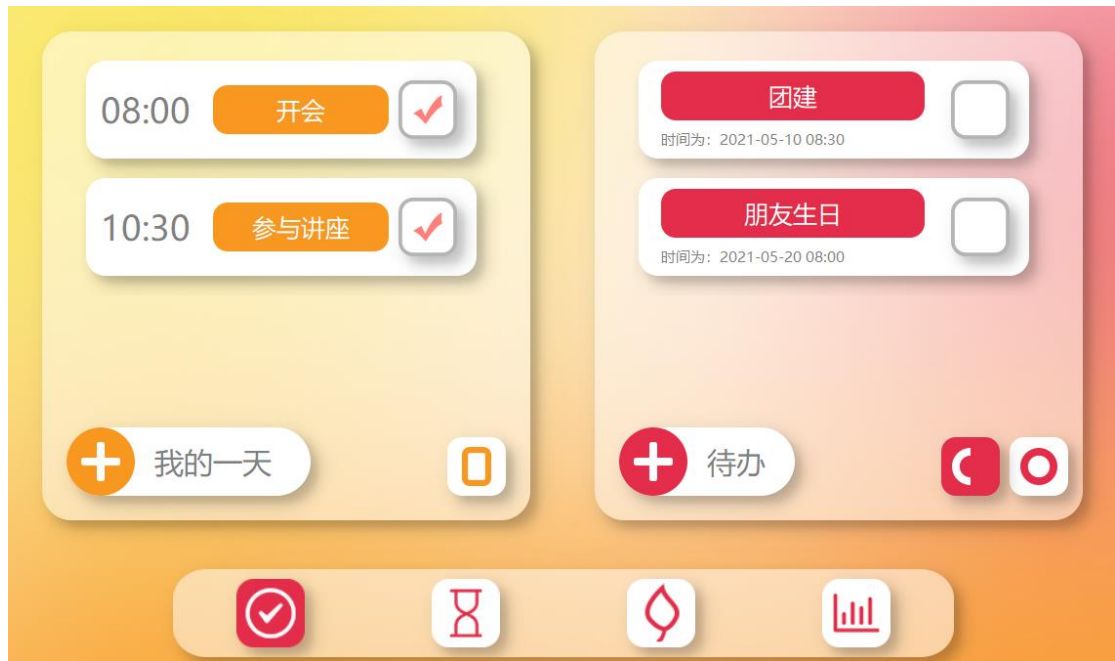 08:00 开会
10:30 参与讲座
我的一天
团建
时间为：2021-05-10 08:30
朋友生日
时间为：2021-05-20 08:00
待办